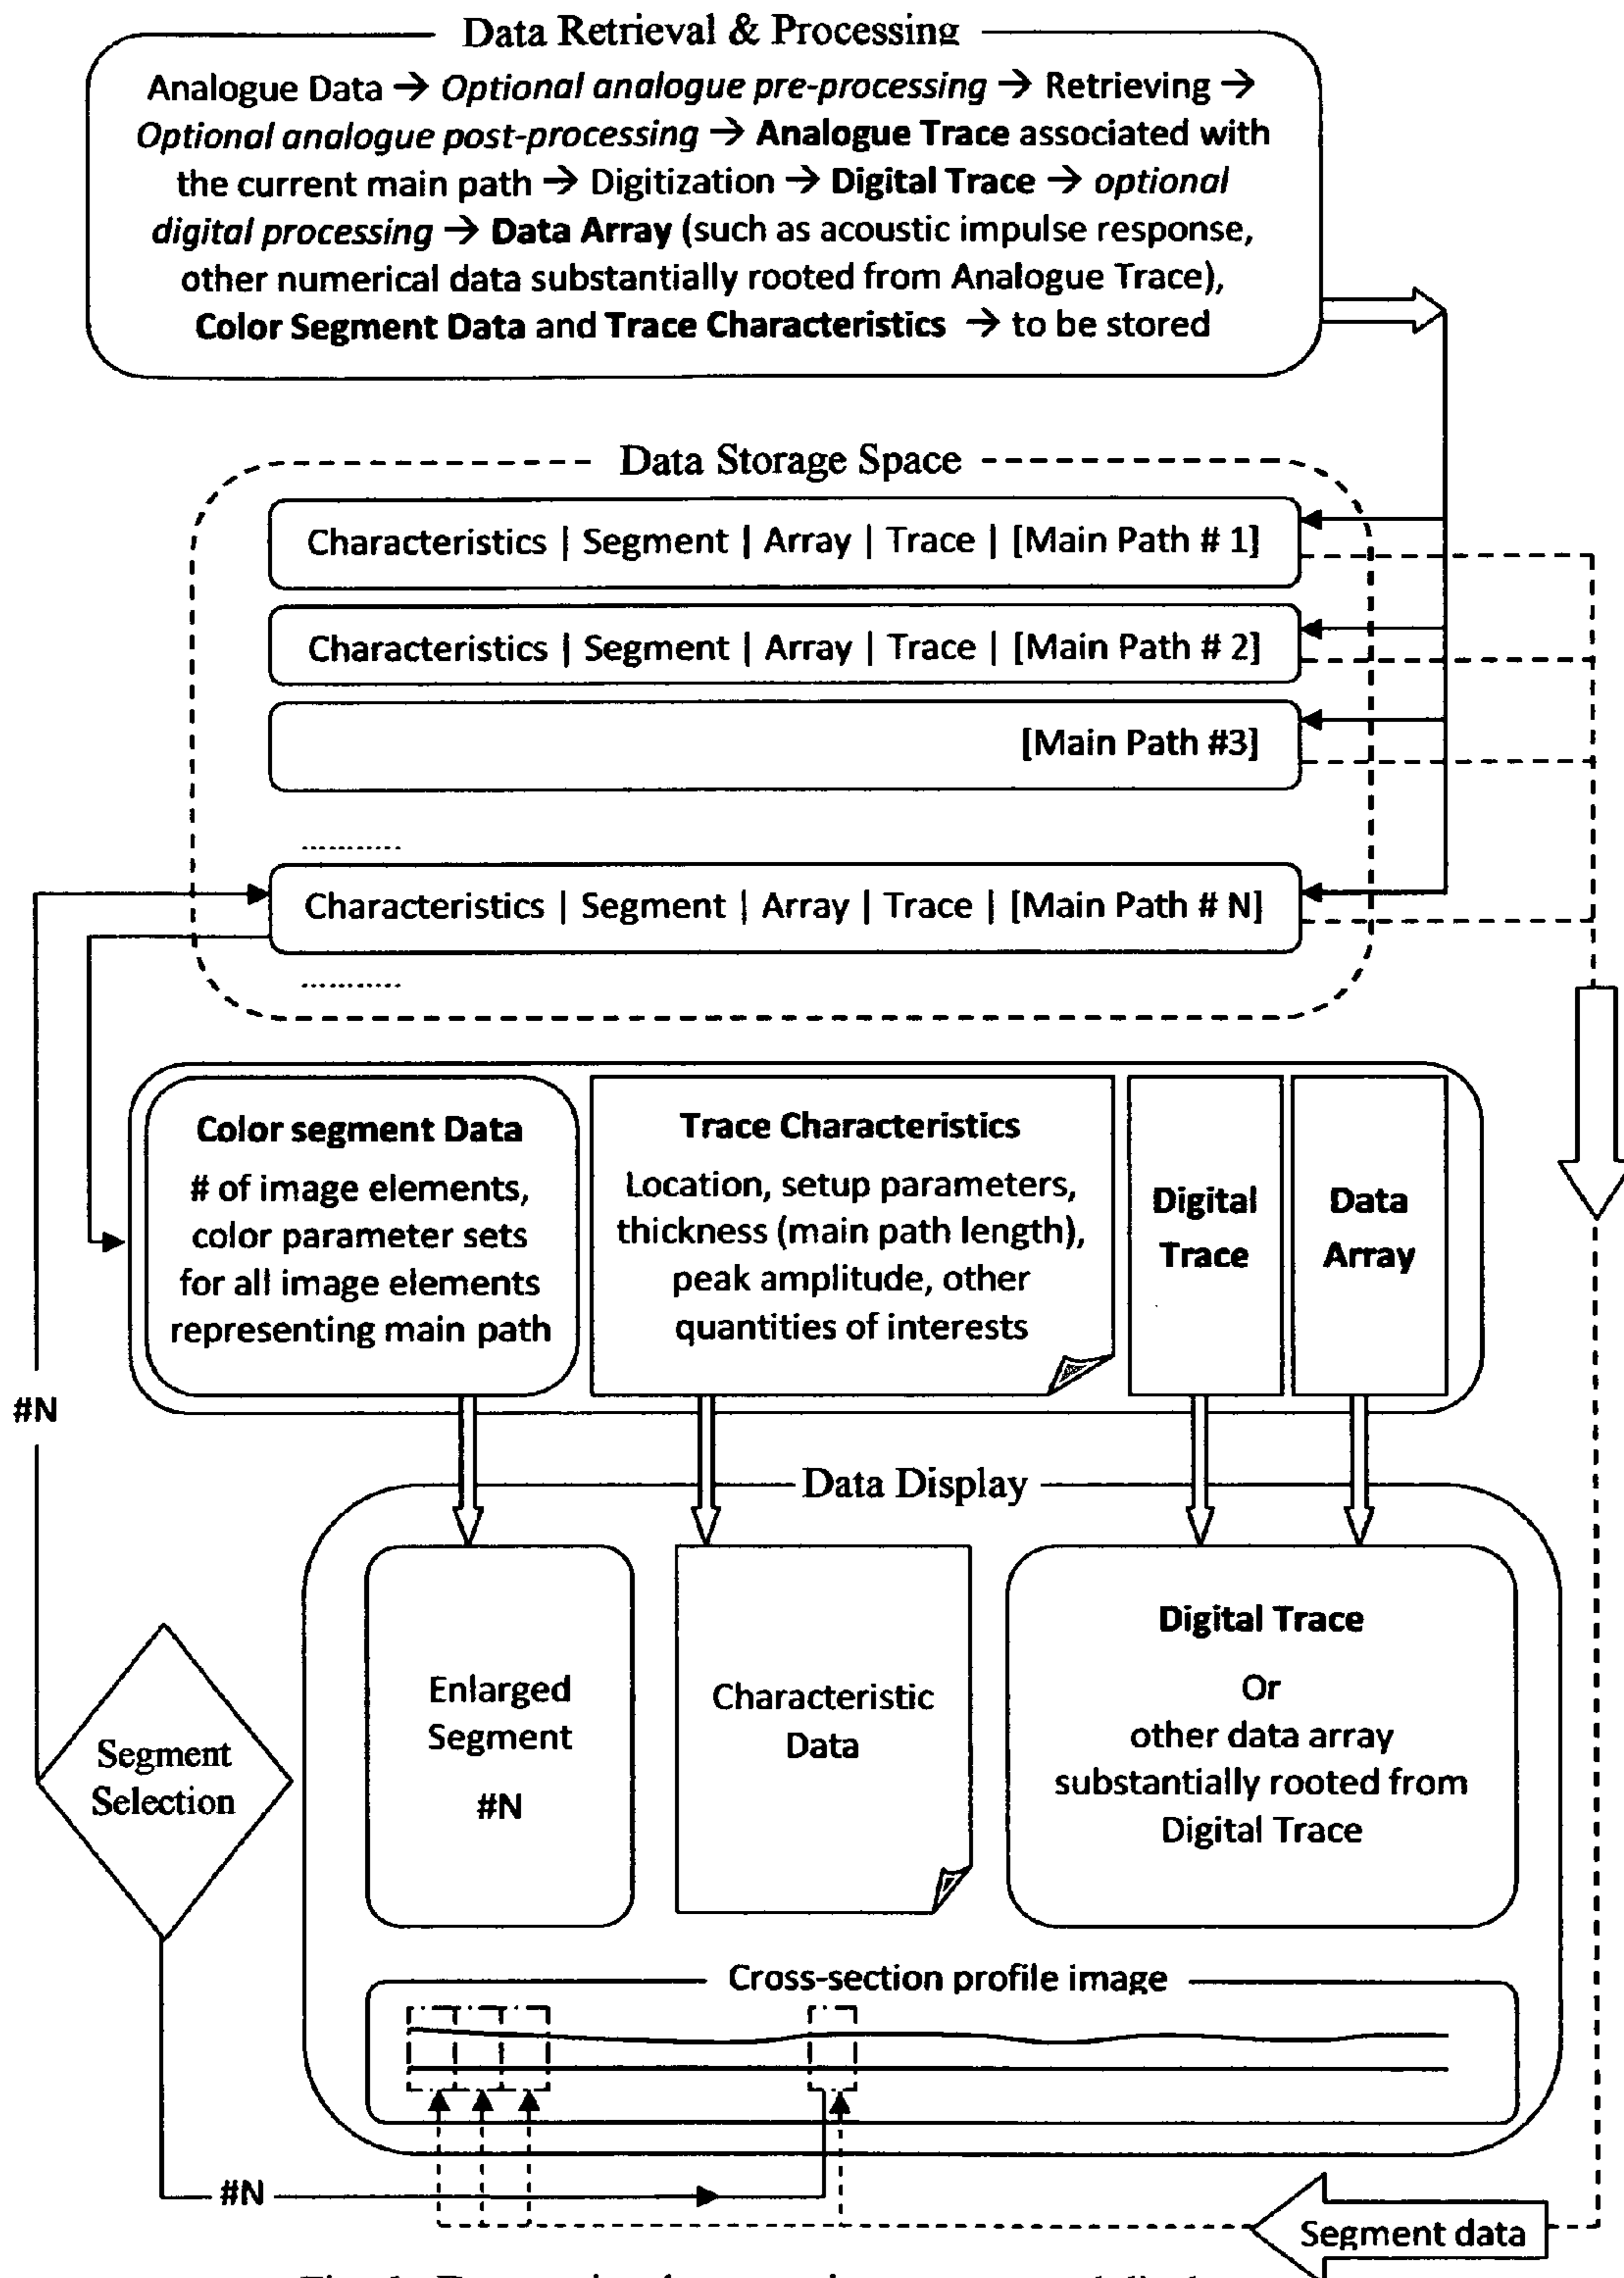 Data Retrieval & Processing
Analogue Data → Optional analogue pre-processing → Retrieving →
Optional analogue post-processing → Analogue Trace associated with
the current main path → Digitization → Digital Trace → optional
digital processing → Data Array (such as acoustic impulse response,
other numerical data substantially rooted from Analogue Trace),
Color Segment Data and Trace Characteristics → to be stored
Data Storage Space
Characteristics | Segment | Array | Trace | [Main Path # 1]
Characteristics | Segment | Array | Trace | [Main Path # 2]
[Main Path #3]
..........
Characteristics | Segment | Array | Trace | [Main Path # N]
..........
Color segment Data
# of image elements,
color parameter sets
for all image elements
representing main path
Trace Characteristics
Location, setup parameters,
thickness (main path length),
peak amplitude, other
quantities of interests
Digital
Trace
Data
Array
#N
Data Display
Enlarged
Segment
#N
Characteristic
Data
Digital Trace
Or
other data array
substantially rooted from
Digital Trace
Segment
Selection
Cross-section profile image
#N
Segment data